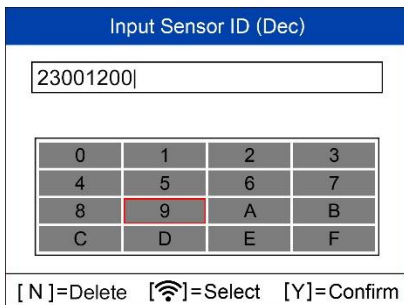 Input Sensor ID (Dec)
23001200
0 1 2 3
4 5 6 7
8 9 A B
C D E F
[ N ]=Delete []=Select [Y]=Confirm